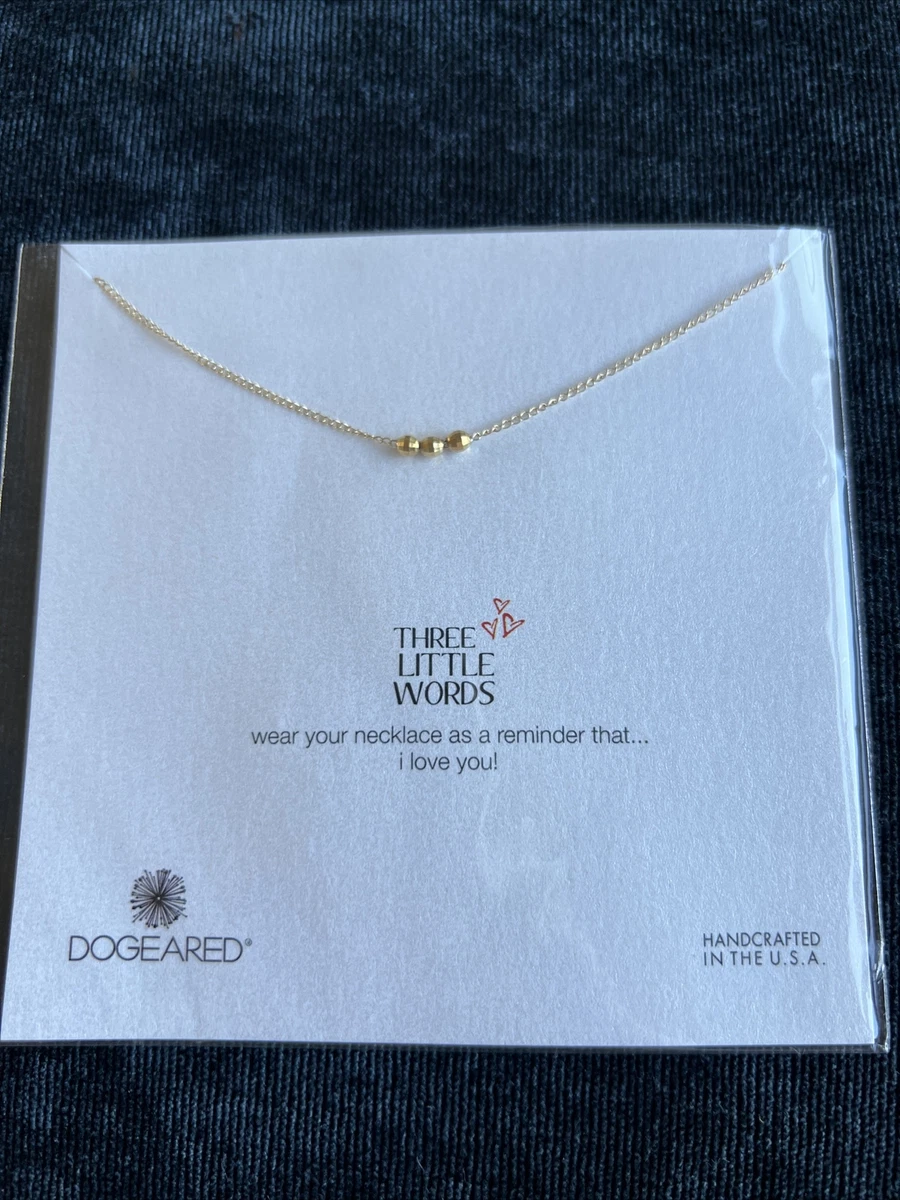 THREE
LITTLE
WORDS
wear your necklace as a reminder that...
i love you!
DOGEARED®
HANDCRAFTED
IN THE U.S.A.